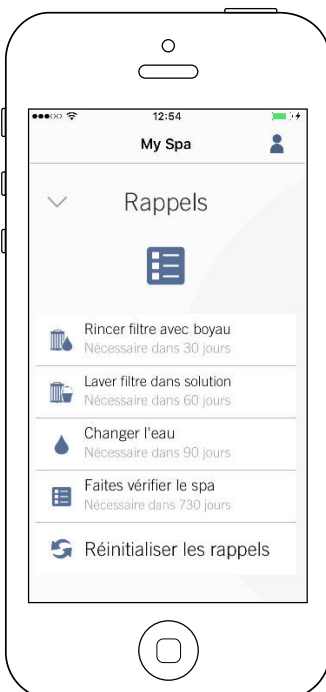 12:54
My Spa
Rappels
Rincer filtre avec boyau
Nécessaire dans 30 jours
Laver filtre dans solution
Nécessaire dans 60 jours
Changer l'eau
Nécessaire dans 90 jours
Faites vérifier le spa
Nécessaire dans 730 jours
Réinitialiser les rappels